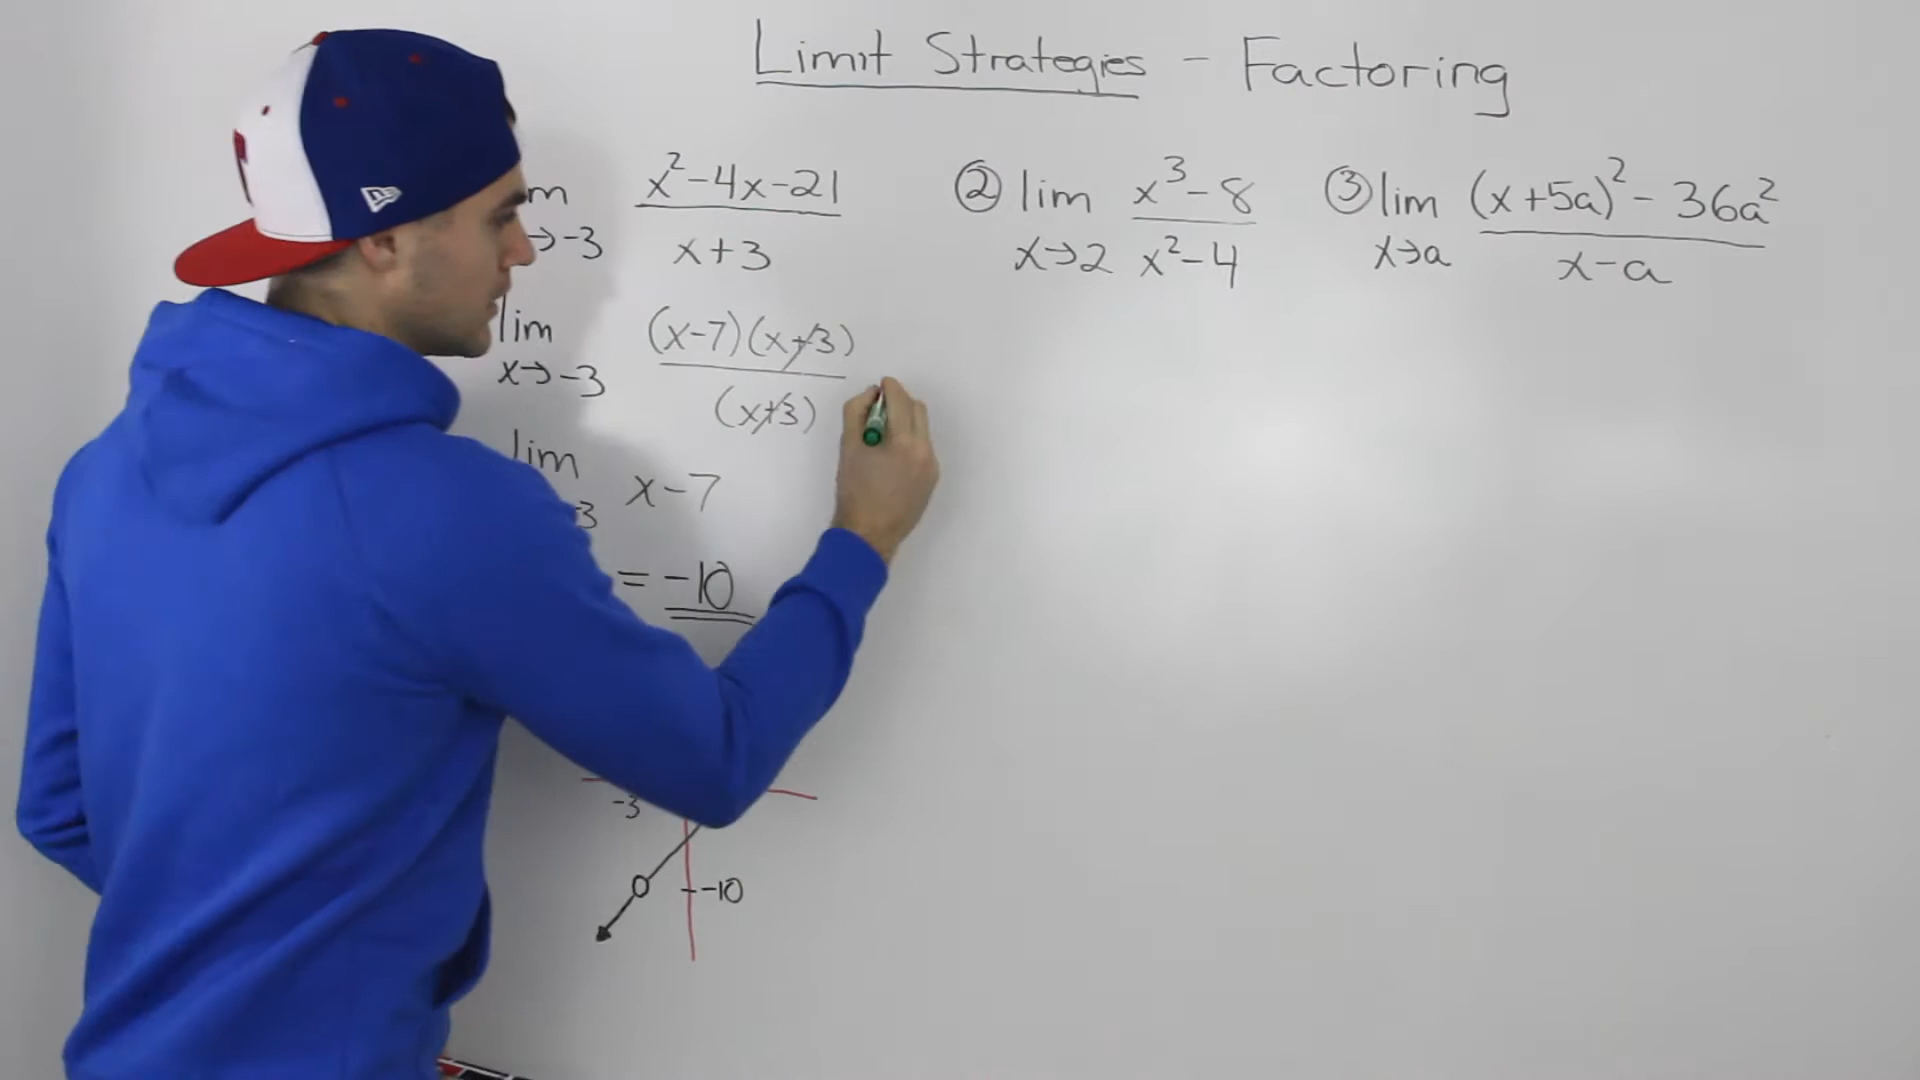 Limit Strategies - Factoring
x²-4x-21
x→-3 x+3
② lim x³-8
x→2 x²-4
③ lim (x+5a)² - 36a²
x→a x-a
lim (x-7)(x+3)
x→-3 (x+3)
lim x-7
= -10
-3
-10